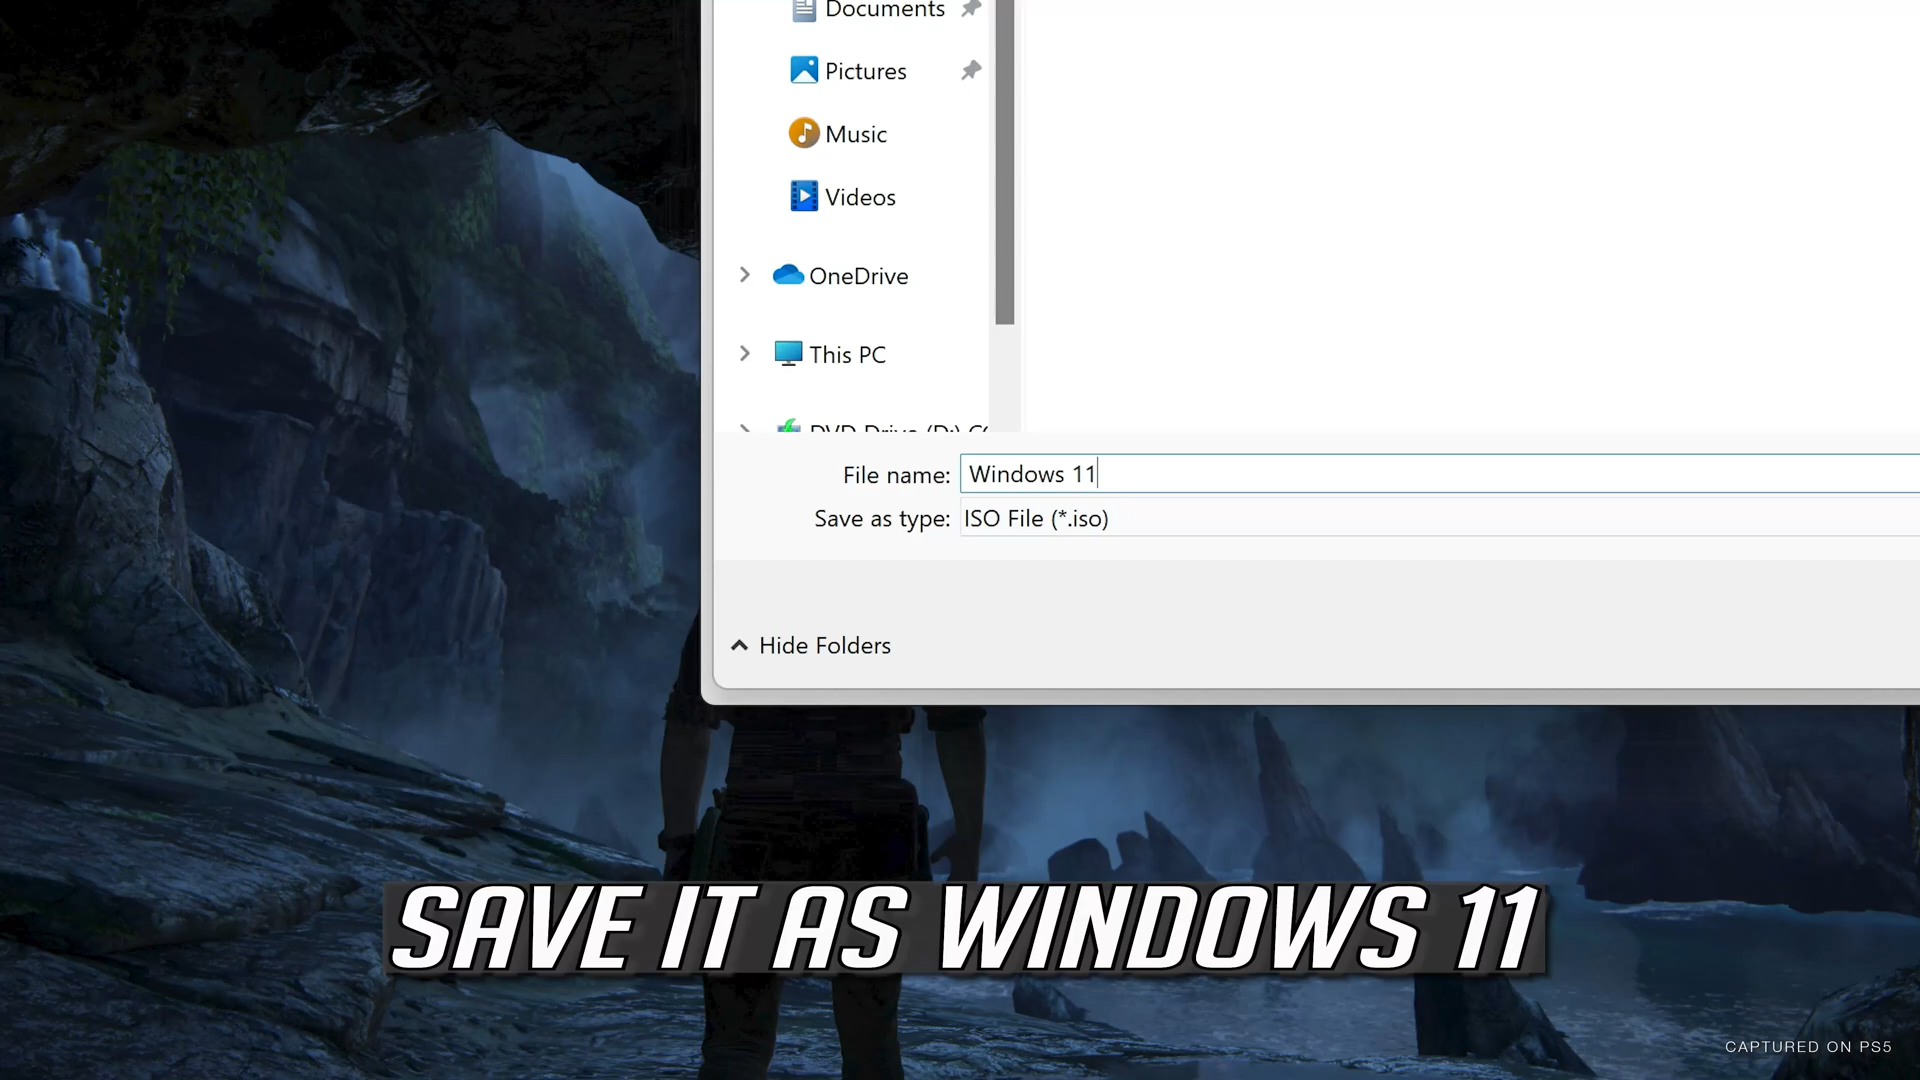 Documents
Pictures
Music
Videos
OneDrive
This PC
DVD Drive (D:)
File name: Windows 11
Save as type: ISO File (*.iso)
Hide Folders
SAVE IT AS WINDOWS 11
CAPTURED ON PS5